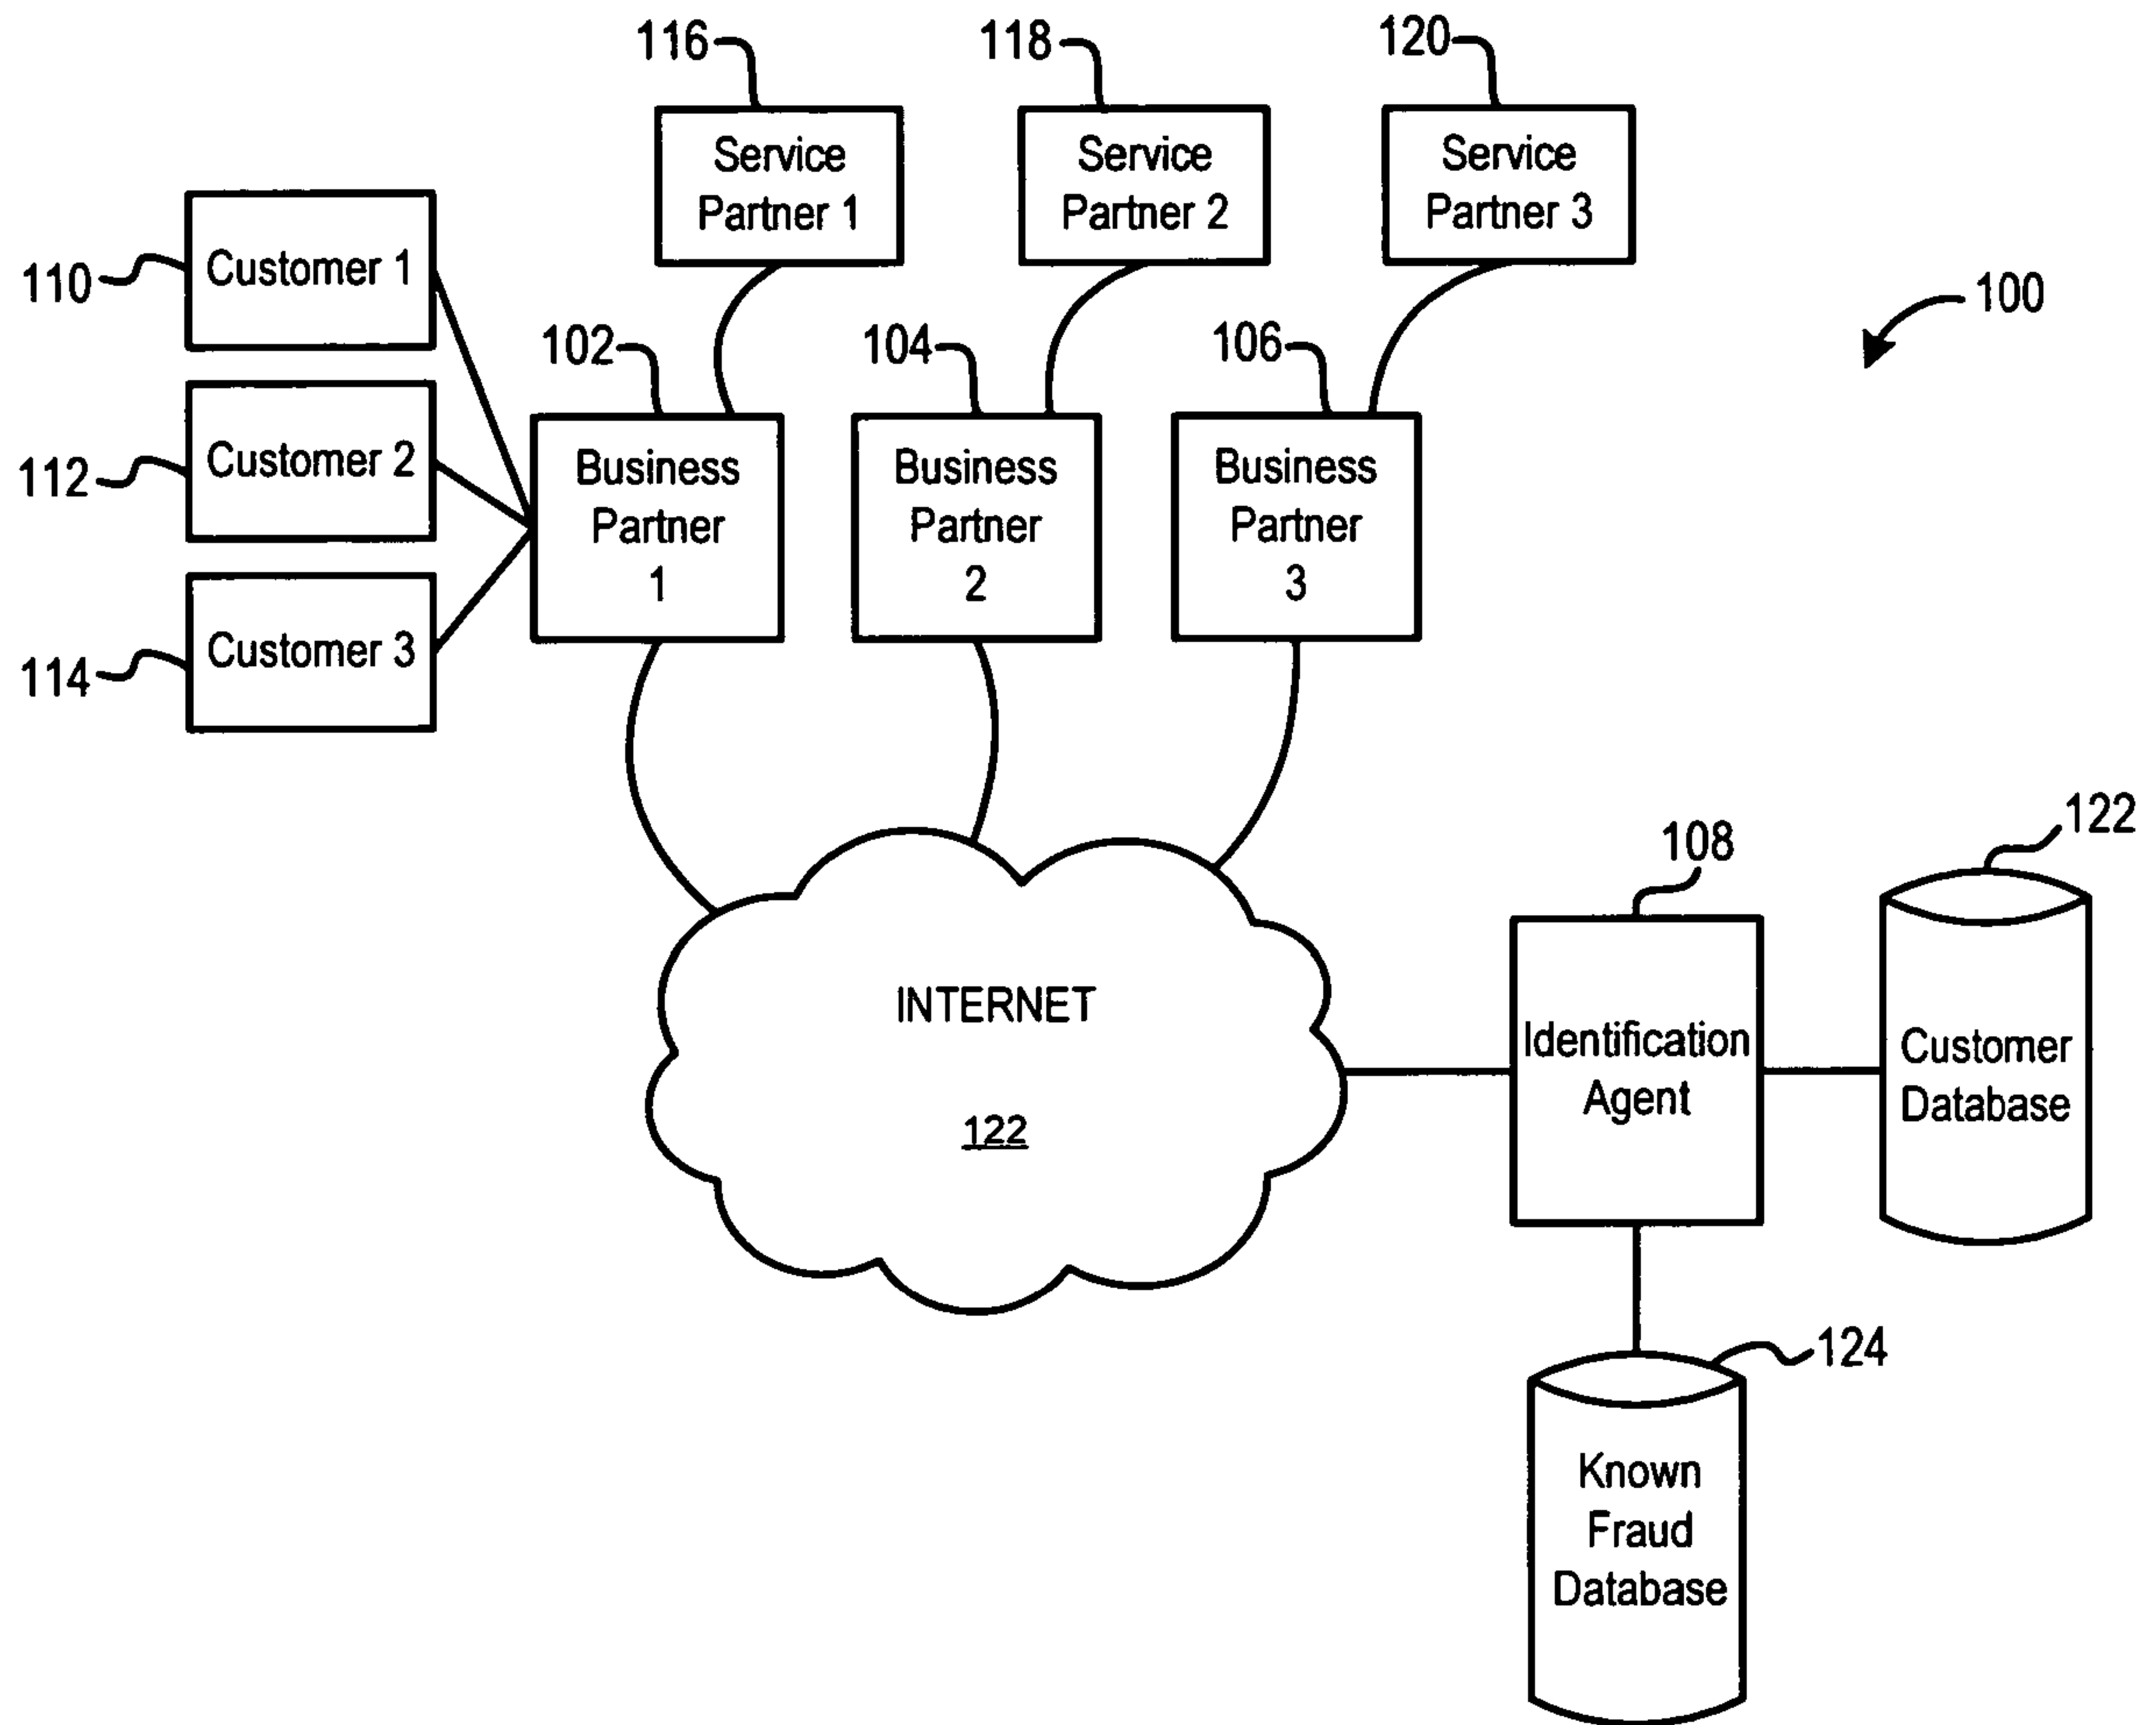 116
118
120
Service
Partner 1
Service
Partner 2
Service
Partner 3
110
Customer 1
100
102
104
106
112
Customer 2
Business
Partner
1
Business
Partner
2
Business
Partner
3
114
Customer 3
108
122
INTERNET
122
Identification
Agent
Customer
Database
124
Known
Fraud
Database